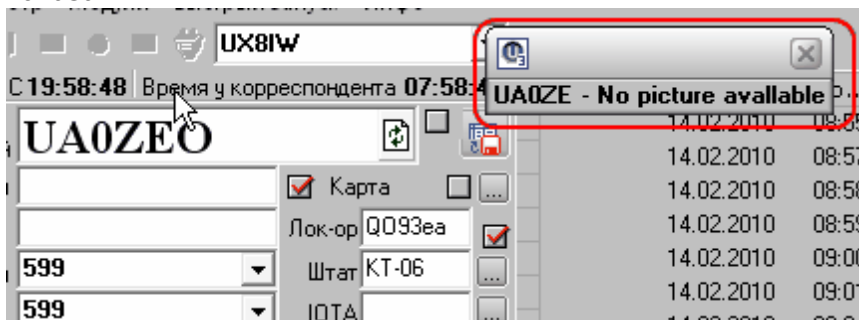 UX8IW
С 19:58:48 Время у корреспондента 07:58:4
UA0ZE - No picture avallable
UA0ZEO
14.02.2010
14.02.2010 08:57
Карта
14.02.2010 08:58
Лок-ор QO93ea
14.02.2010 08:59
599
Штат КТ-06 ...
14.02.2010 09:00
14.02.2010 09:01
599
IOTA